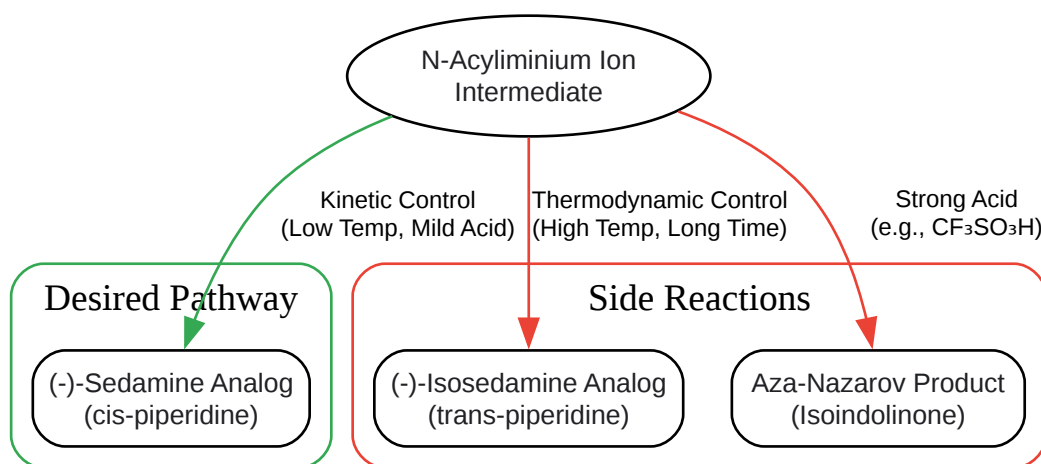 N-Acyliminium Ion
Intermediate
Kinetic Control
(Low Temp, Mild Acid)
Thermodynamic Control
(High Temp, Long Time)
Strong Acid
(e.g., CF₃SO₃H)
Desired Pathway
Side Reactions
(-)-Sedamine Analog
(cis-piperidine)
(-)-Isosedamine Analog
(trans-piperidine)
Aza-Nazarov Product
(Isoindolinone)